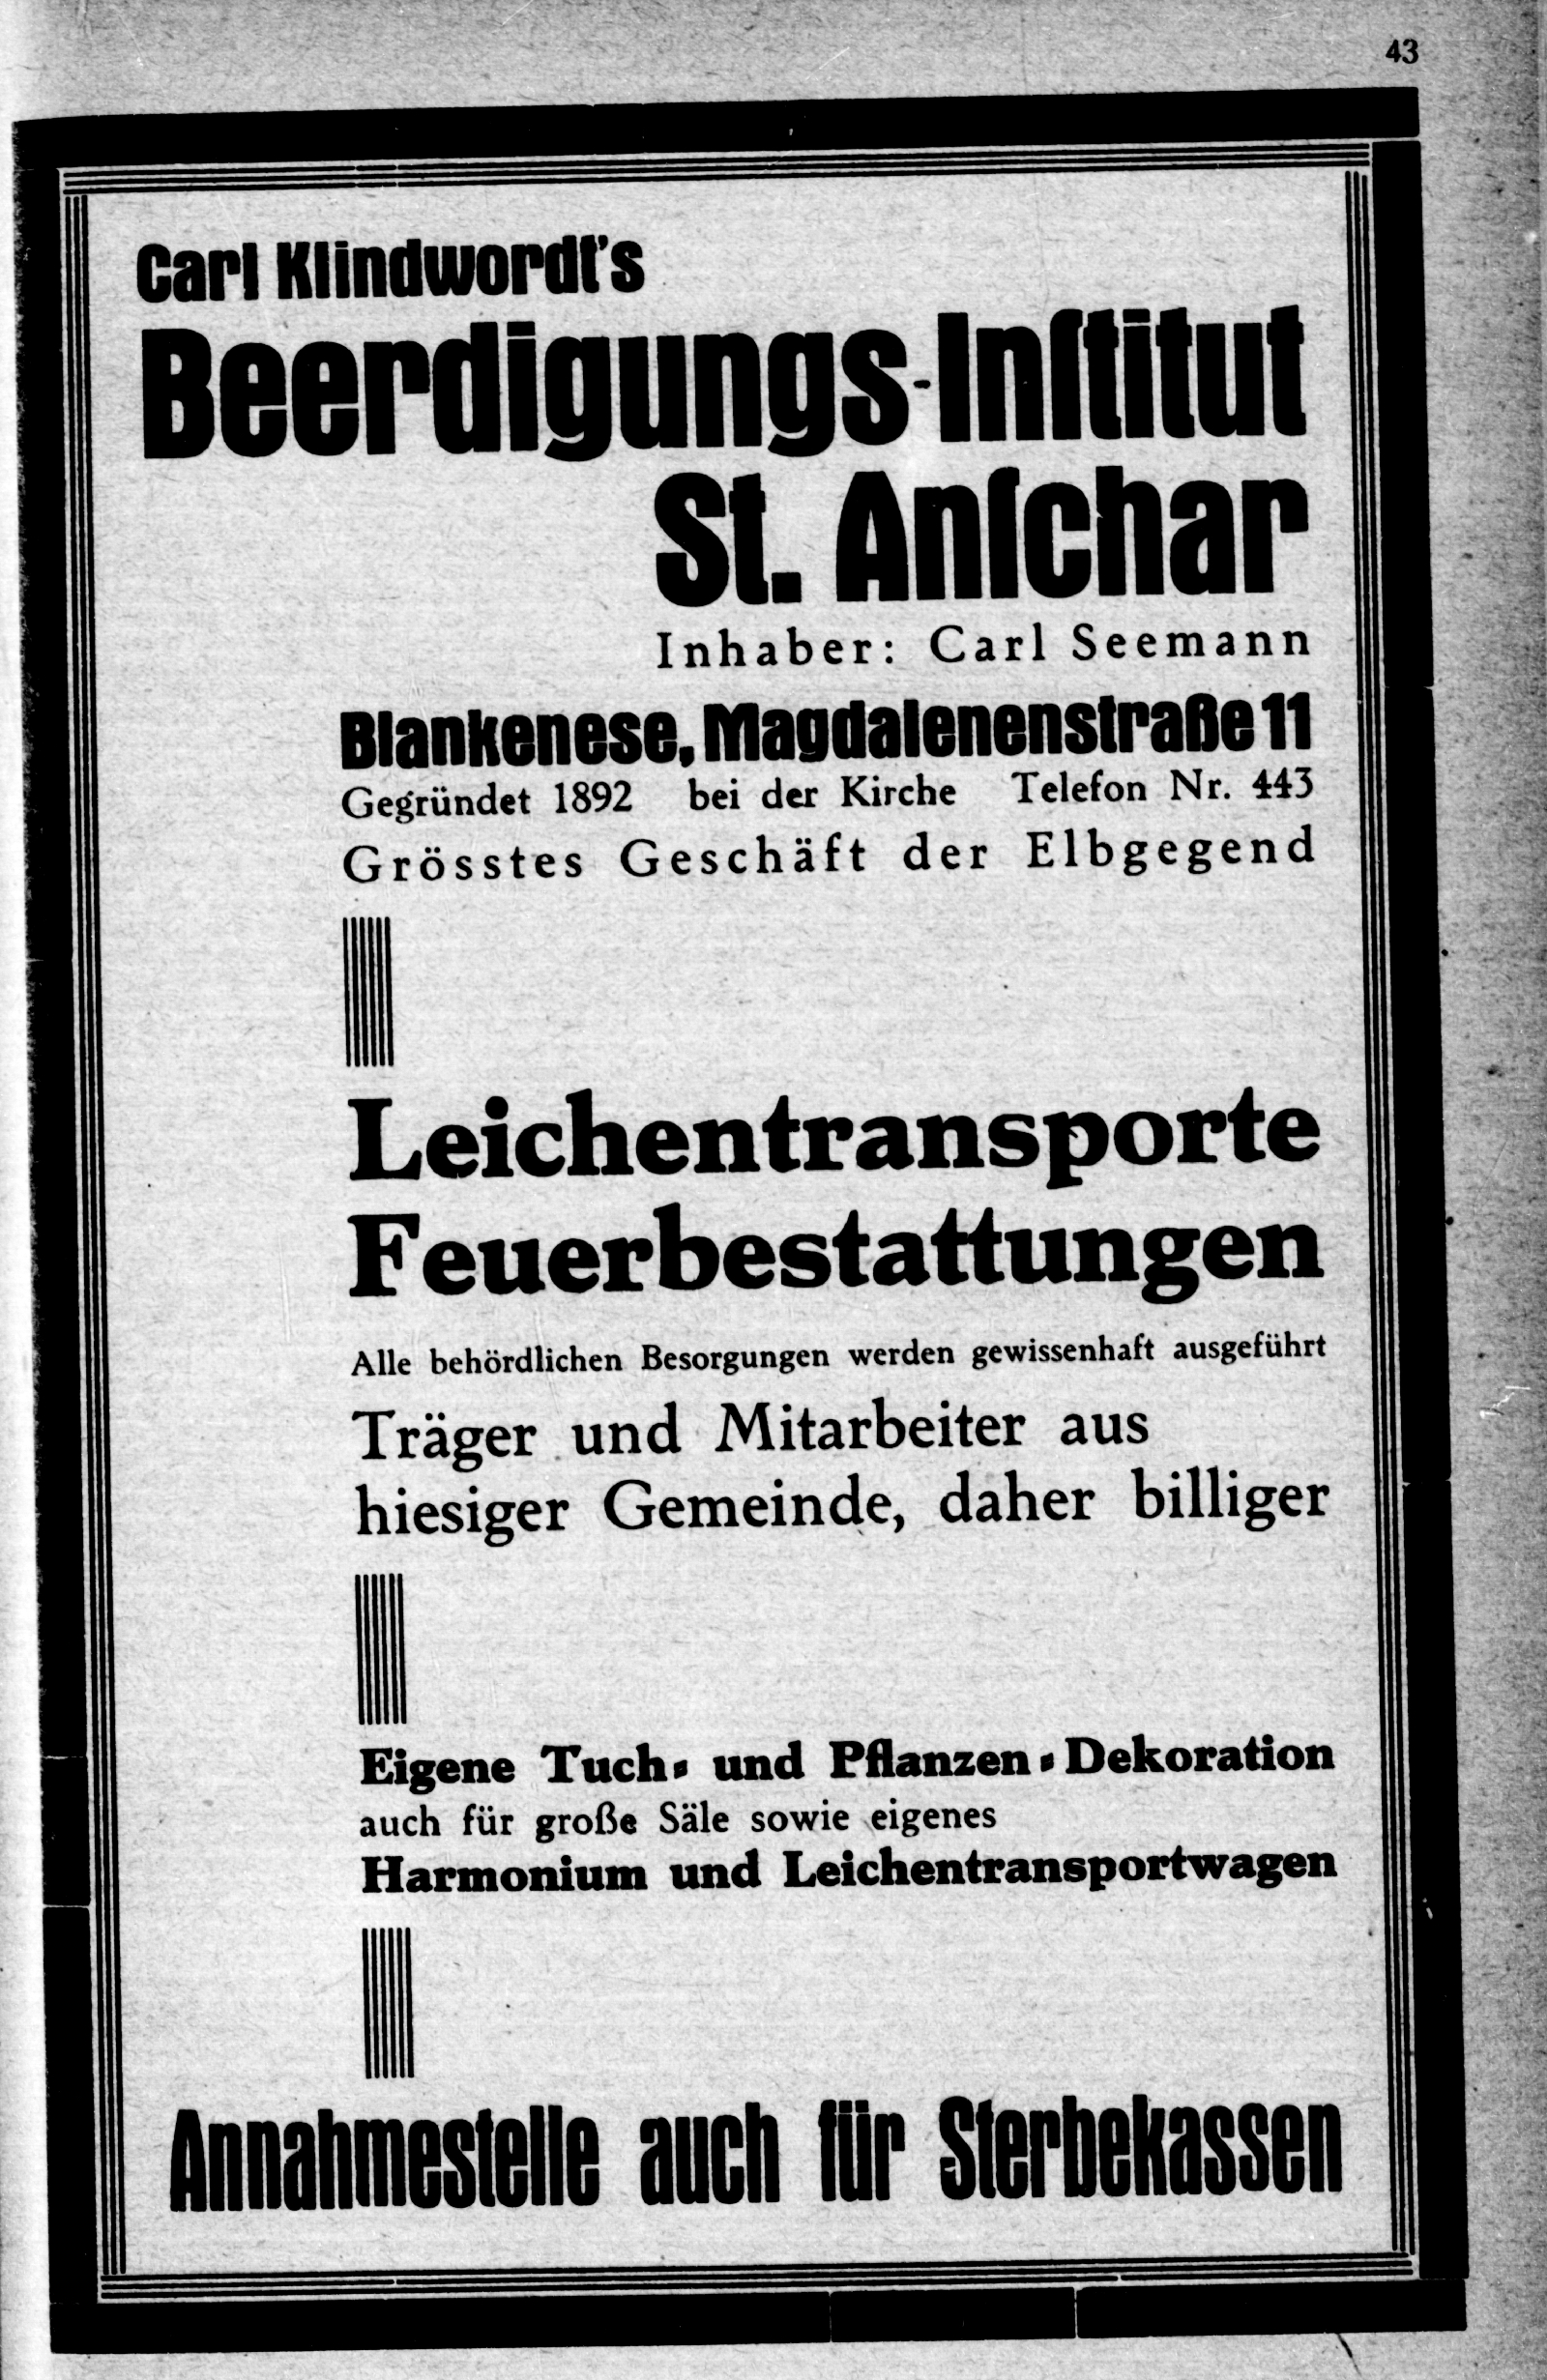 43
Carl Klindwordt's
Beerdigungs-Inſtitut
St. Anſchar
Inhaber: Carl Seemann
Blankenese, Magdalenenstraße 11
Gegründet 1892 bei der Kirche Telefon Nr. 443
Grösstes Geschäft der Elbgegend
Leichentransporte
Feuerbestattungen
Alle behördlichen Besorgungen werden gewissenhaft ausgeführt
Träger und Mitarbeiter aus
hiesiger Gemeinde, daher billiger
Eigene Tuch- und Pflanzen-Dekoration
auch für große Säle sowie eigenes
Harmonium und Leichentransportwagen
Annahmestelle auch für Sterbekassen